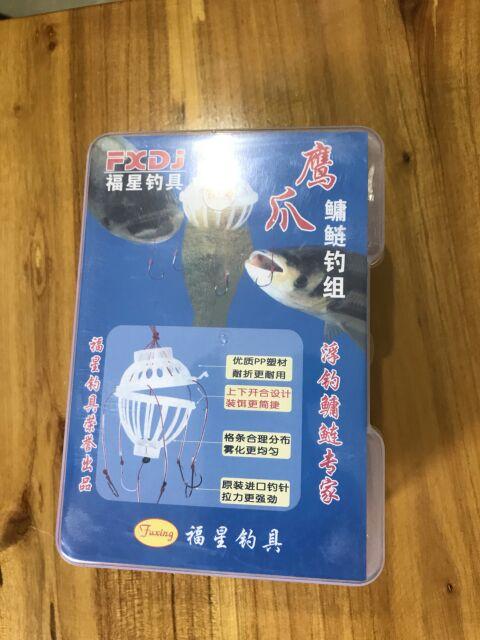 FXDJ
福星钓具
鹰爪
鳙鲢钓组
优质PP塑材
耐折更耐用
上下开合设计
装饵更简捷
格条合理分布
雾化更均匀
原装进口钓针
拉力更强劲
浮钓鳙鲢专家
福星钓具荣誉出品
Fuxing
福星钓具